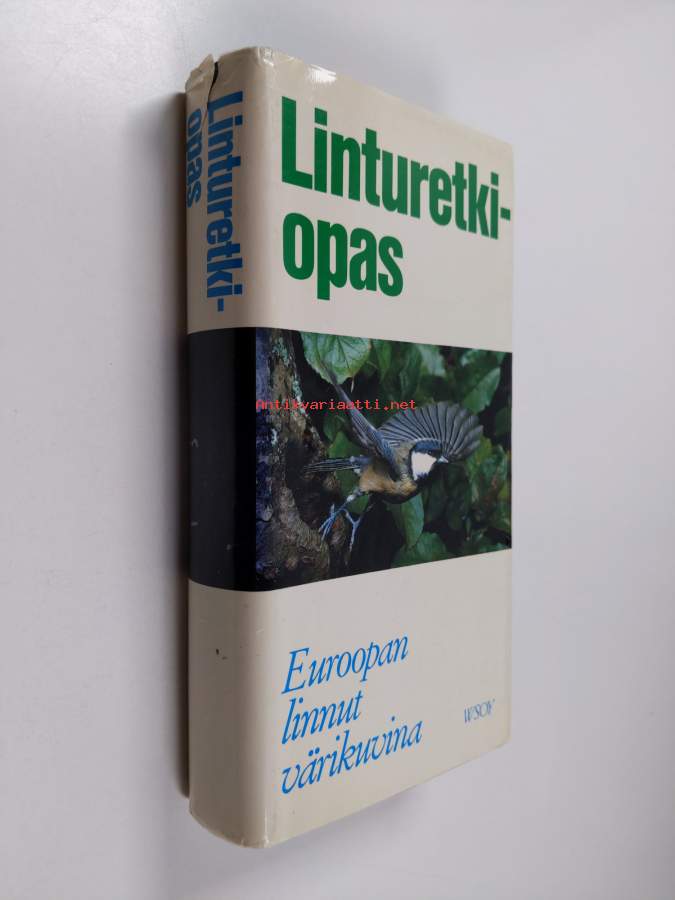 Linturetki-
opas
Linturetki-
opas
Antikvariaatti.net
Euroopan
linnut
värikuvina
WSOY